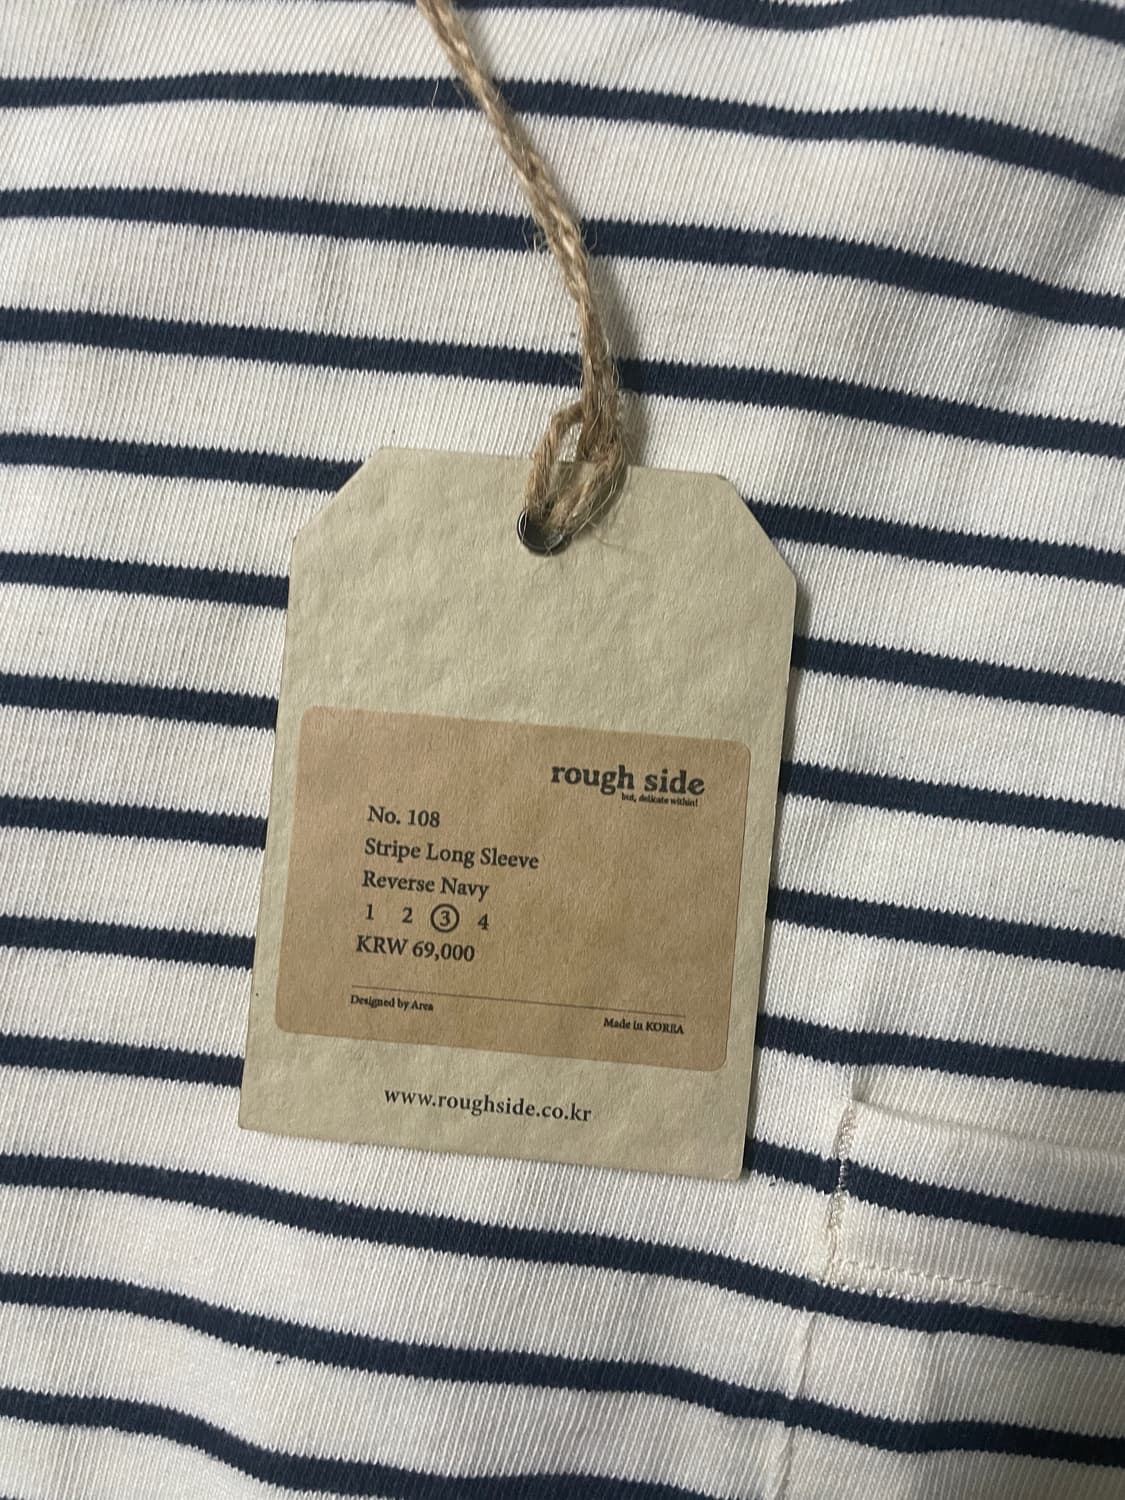 rough side
but, delicate within!
No. 108
Stripe Long Sleeve
Reverse Navy
1 2 3 4
KRW 69,000
Designed by Area
Made in KOREA
www.roughside.co.kr